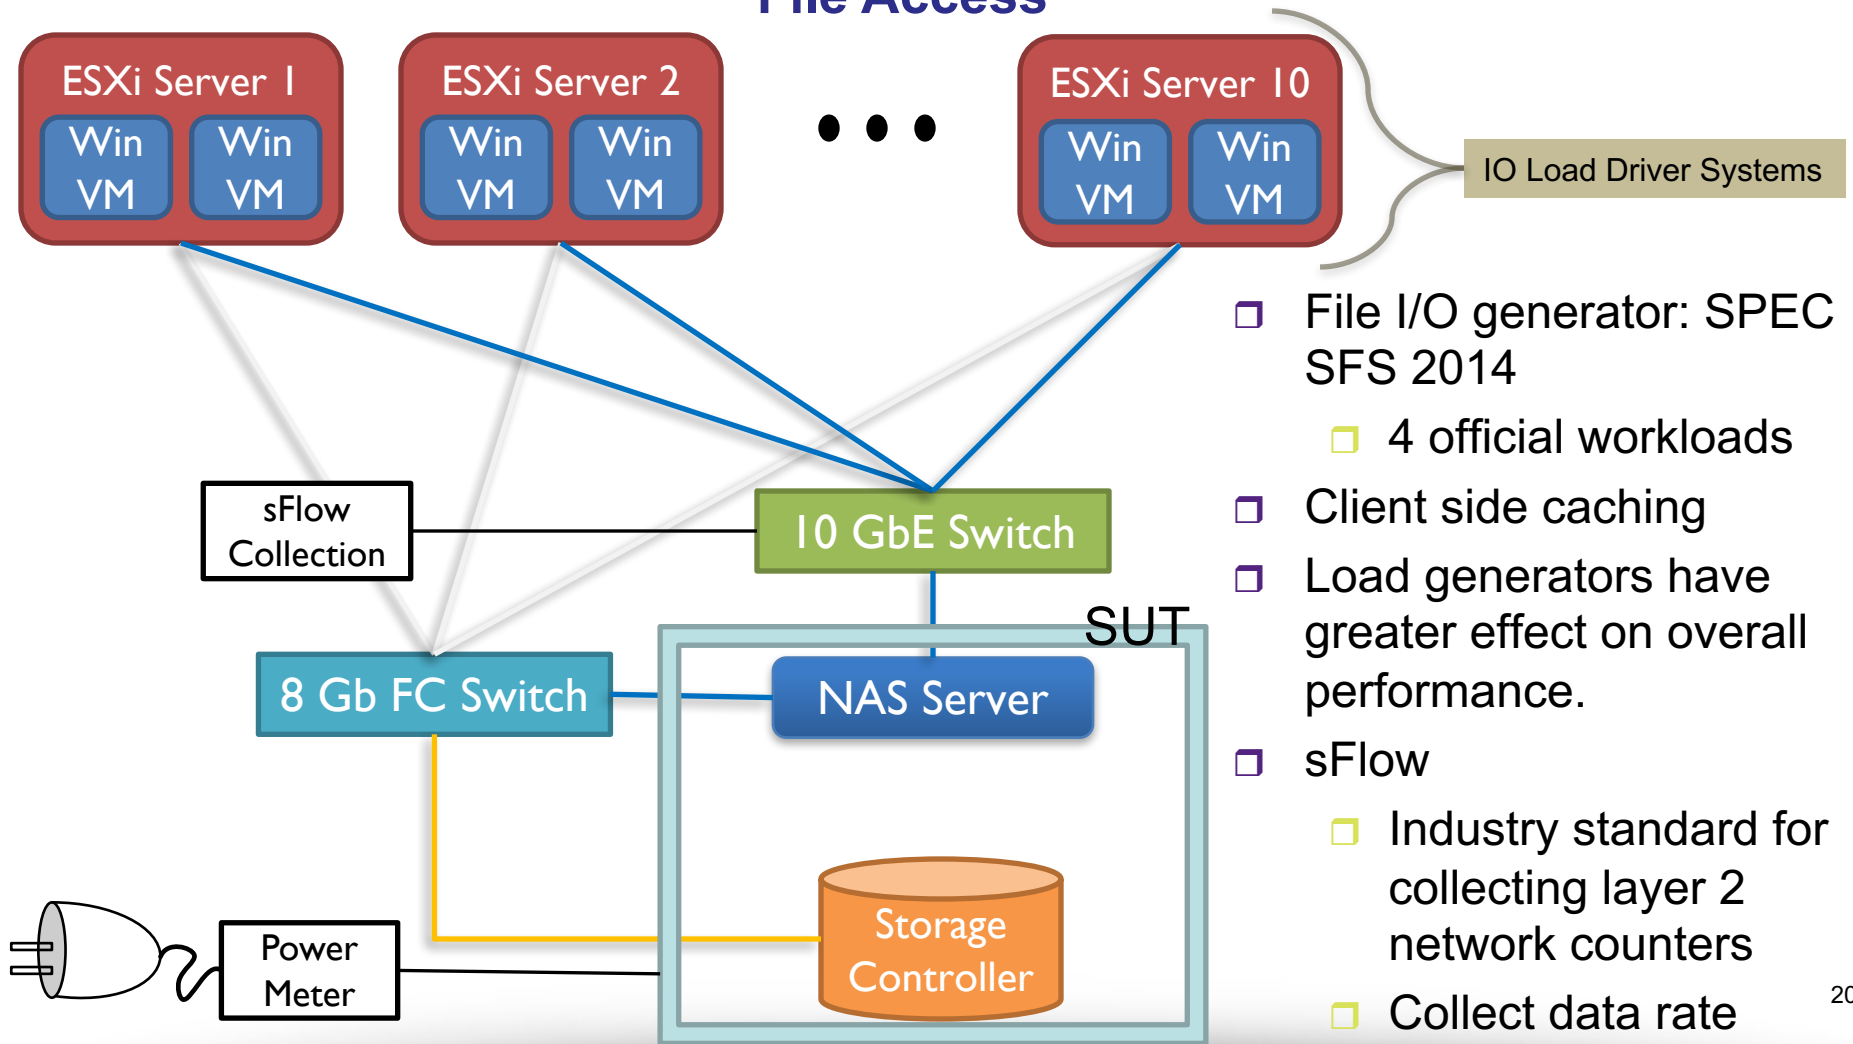 File Access
ESXi Server 1
Win VM
Win VM
ESXi Server 2
Win VM
Win VM
ESXi Server 10
Win VM
Win VM
IO Load Driver Systems
sFlow
Collection
10 GbE Switch
SUT
8 Gb FC Switch
NAS Server
Storage
Controller
Power
Meter
File I/O generator: SPEC
SFS 2014
4 official workloads
Client side caching
Load generators have
greater effect on overall
performance.
sFlow
Industry standard for
collecting layer 2
network counters
Collect data rate
20